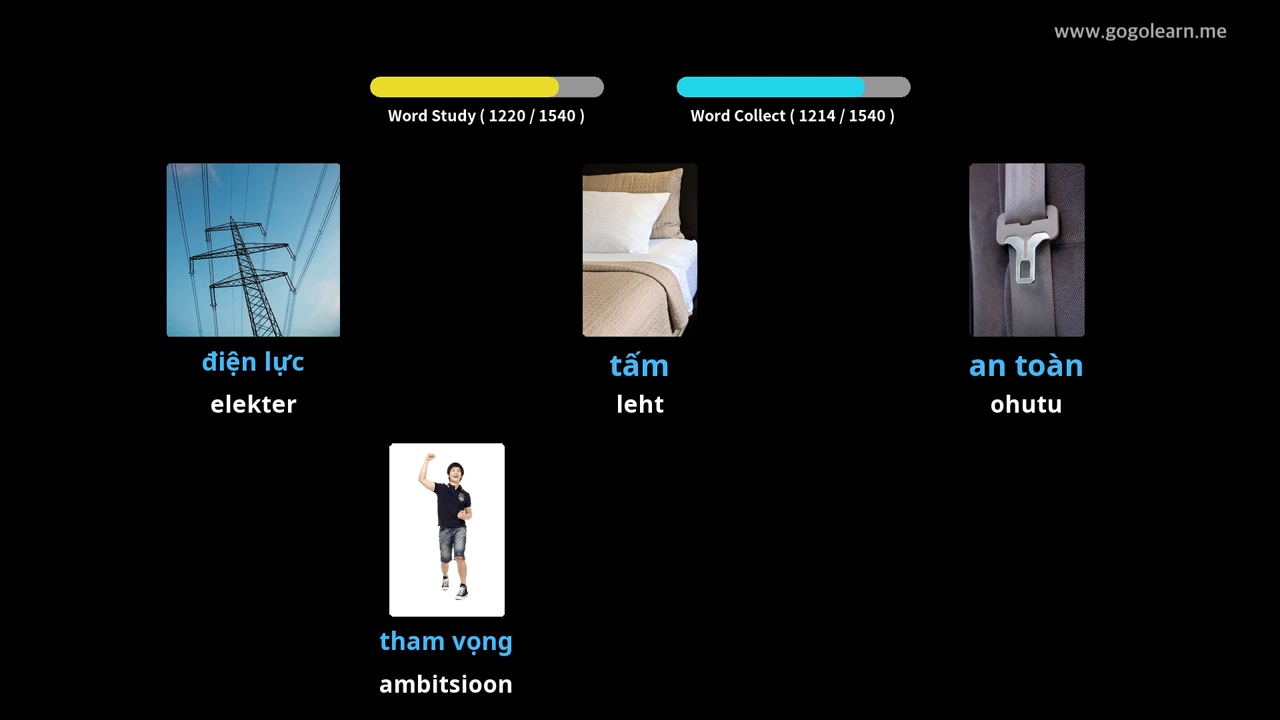 www.gogolearn.me
Word Study ( 1220 / 1540 )
Word Collect ( 1214 / 1540 )
điện lực
elekter
tấm
leht
an toàn
ohutu
tham vọng
ambitsioon